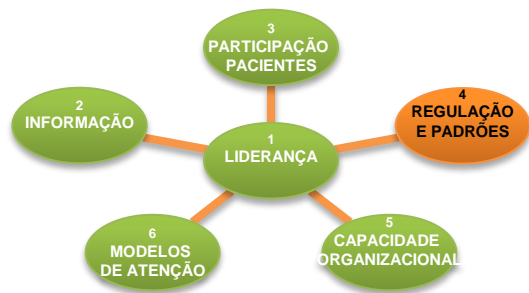 3
PARTICIPAÇÃO
PACIENTES
2
INFORMAÇÃO
4
REGULAÇÃO
E PADRÕES
1
LIDERANÇA
6
MODELOS
DE ATENÇÃO
5
CAPACIDADE
ORGANIZACIONAL